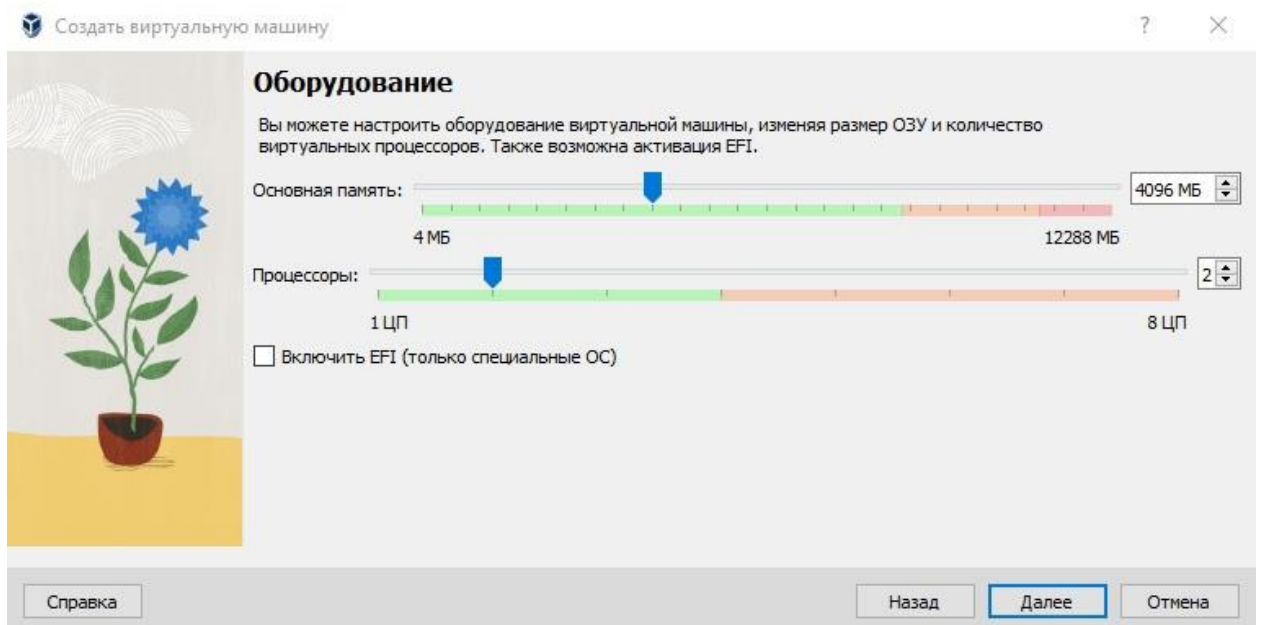 Создать виртуальную машину
Оборудование
Вы можете настроить оборудование виртуальной машины, изменяя размер ОЗУ и количество
виртуальных процессоров. Также возможна активация EFI.
Основная память:
4096 МБ
4 МБ
12288 МБ
Процессоры:
2
1 ЦП
8 ЦП
Включить EFI (только специальные ОС)
Справка
Назад
Далее
Отмена